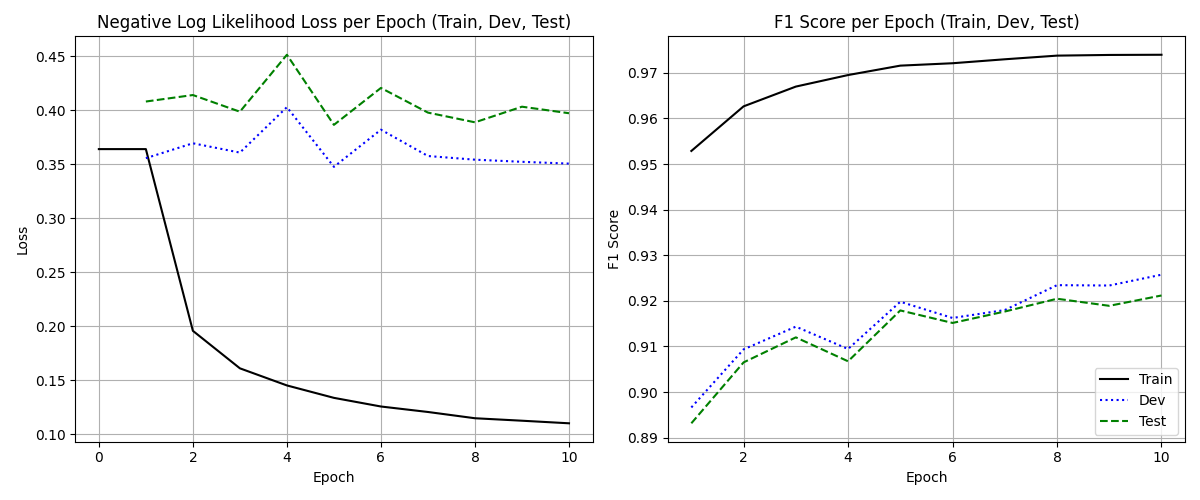 Negative Log Likelihood Loss per Epoch (Train, Dev, Test)
0.45
0.40
0.35
0.30
0.25
0.20
0.15
0.10
Loss
0 2 4 6 8 10
Epoch
F1 Score per Epoch (Train, Dev, Test)
0.97
0.96
0.95
0.94
0.93
0.92
0.91
0.90
0.89
F1 Score
2 4 6 8 10
Epoch
Train
Dev
Test